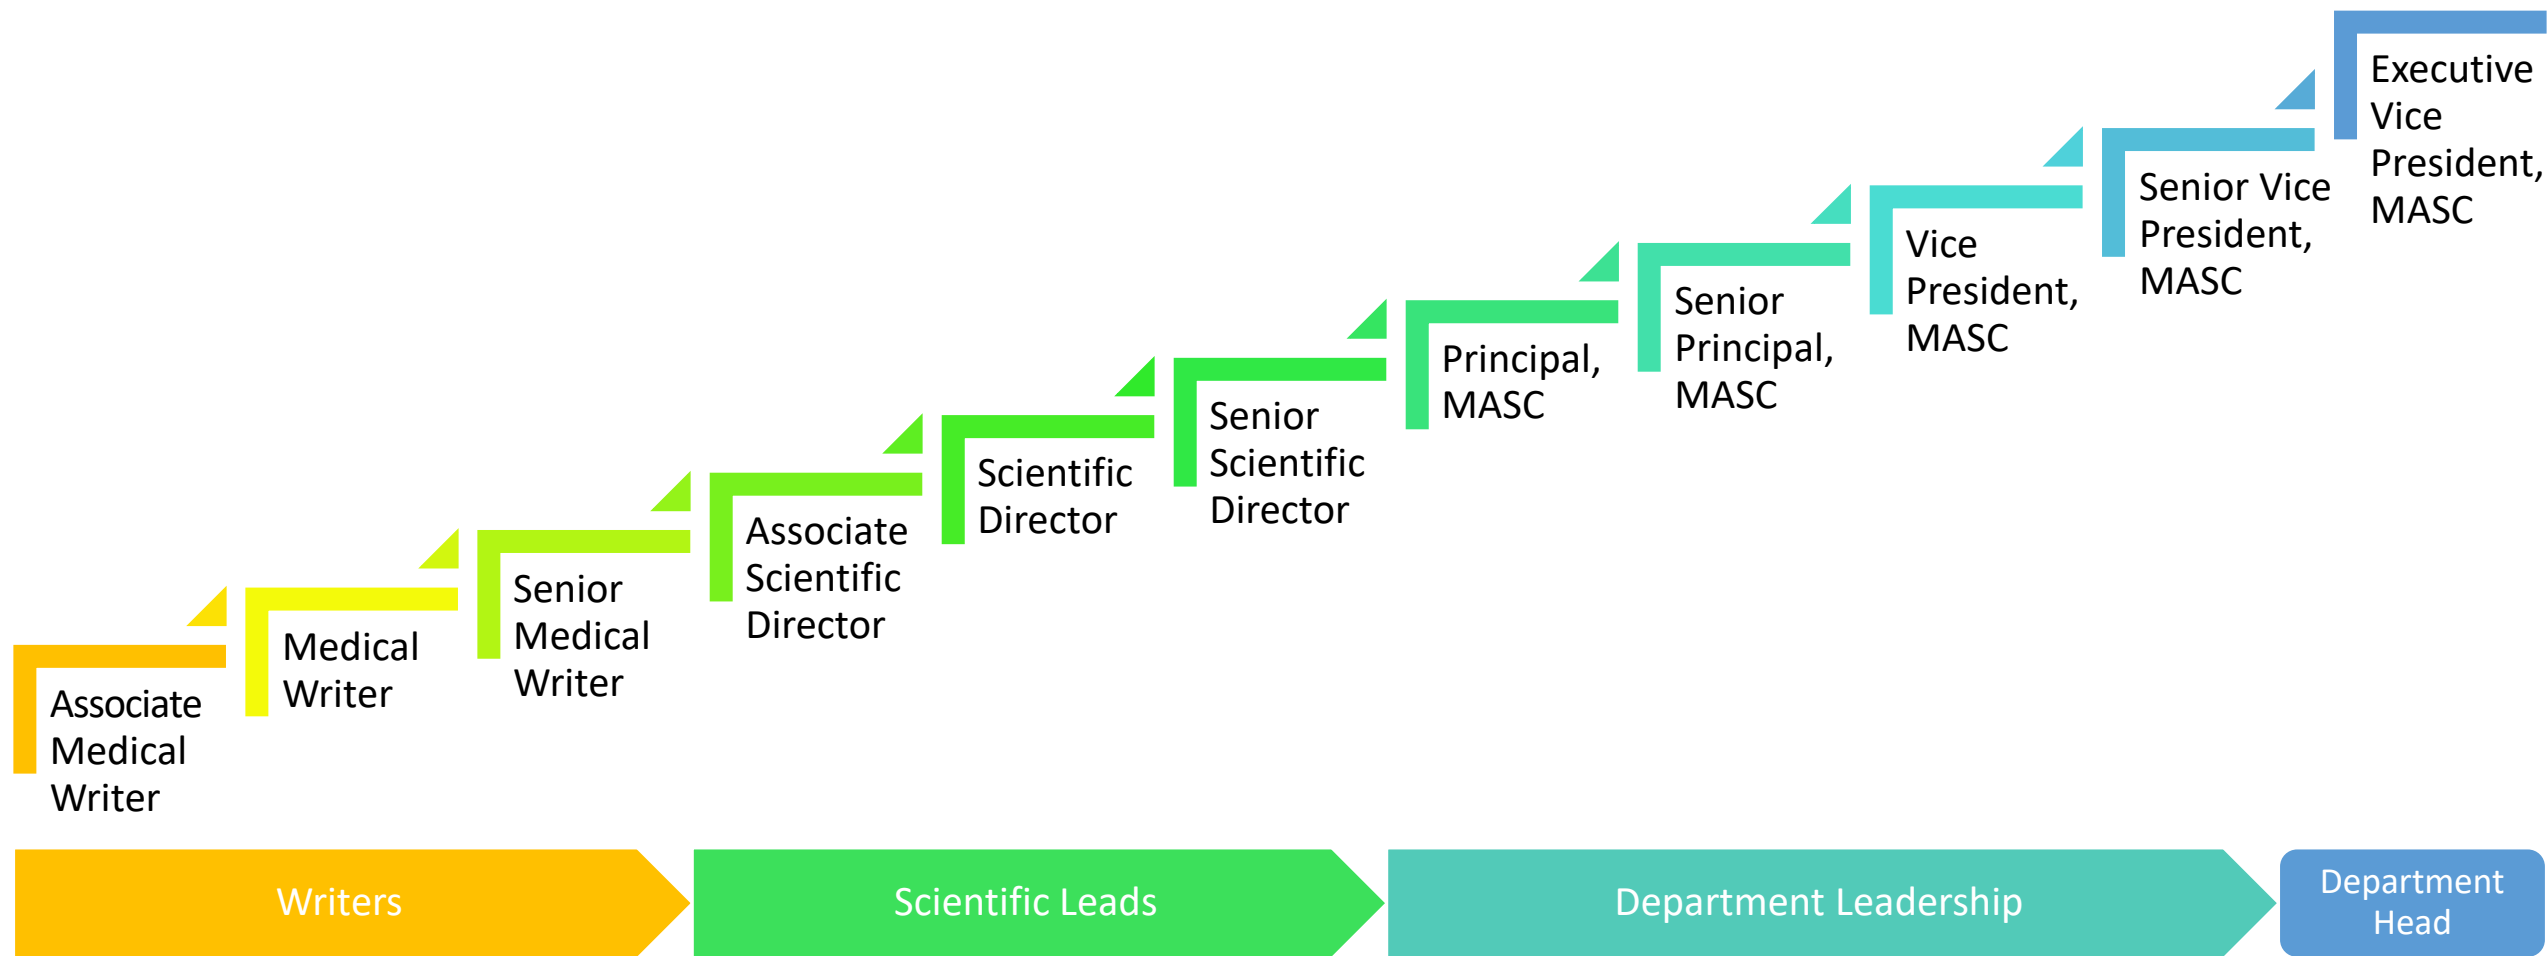 Associate
Medical
Writer
Medical
Writer
Senior
Medical
Writer
Associate
Scientific
Director
Scientific
Director
Senior
Scientific
Director
Principal,
MASC
Senior
Principal,
MASC
Vice
President,
MASC
Senior Vice
President,
MASC
Executive
Vice
President,
MASC
Writers
Scientific Leads
Department Leadership
Department
Head